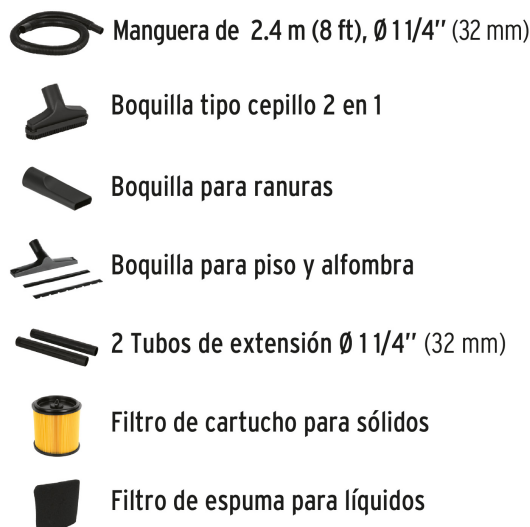 Manguera de 2.4 m (8 ft), Ø 1 1/4’’ (32 mm)
Boquilla tipo cepillo 2 en 1
Boquilla para ranuras
Boquilla para piso y alfombra
2 Tubos de extensión Ø 1 1/4’’ (32 mm)
Filtro de cartucho para sólidos
Filtro de espuma para líquidos